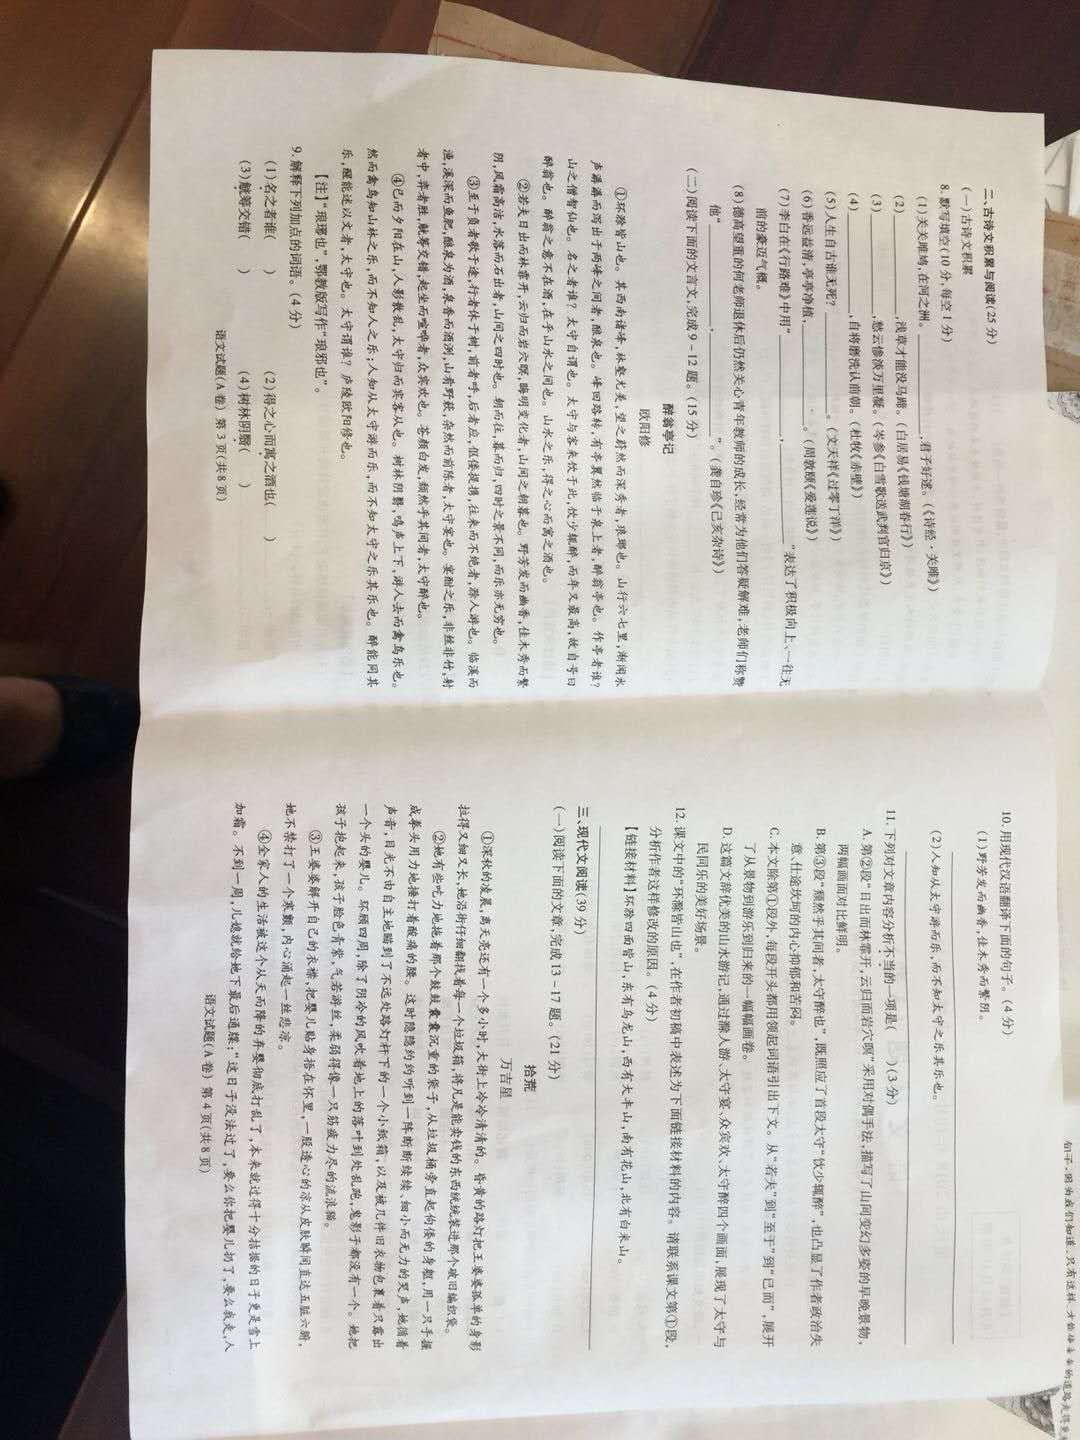 二、古诗文积累与阅读(25分)
(一)古诗文积累
8.默写填空(10分,每空1分)
(1)关关雎鸠,在河之洲。________,君子好逑。(《诗经·关雎》)
(2)________,浅草才能没马蹄。(白居易《钱塘湖春行》)
(3)________,愁云惨淡万里凝。(岑参《白雪歌送武判官归京》)
(4)________,自将磨洗认前朝。(杜牧《赤壁》)
(5)人生自古谁无死?________。(文天祥《过零丁洋》)
(6)香远益清,亭亭净植,________。(周敦颐《爱莲说》)
(7)李白在《行路难》中用“________,________”表达了积极向上、一往无
前的豪迈气概。
(8)德高望重的何老师退休后仍然关心青年教师的成长,经常为他们答疑解难,老师们称赞
他“________,________”。(龚自珍《己亥杂诗》)
(二)阅读下面的文言文,完成9-12题。(15分)
醉翁亭记
欧阳修
①环滁皆山也。其西南诸峰,林壑尤美,望之蔚然而深秀者,琅琊也。山行六七里,渐闻水
声潺潺而泻出于两峰之间者,酿泉也。峰回路转,有亭翼然临于泉上者,醉翁亭也。作亭者谁?
山之僧智仙也。名之者谁?太守自谓也。太守与客来饮于此,饮少辄醉,而年又最高,故自号曰
醉翁也。醉翁之意不在酒,在乎山水之间也。山水之乐,得之心而寓之酒也。
②若夫日出而林霏开,云归而岩穴暝,晦明变化者,山间之朝暮也。野芳发而幽香,佳木秀而繁
阴,风霜高洁,水落而石出者,山间之四时也。朝而往,暮而归,四时之景不同,而乐亦无穷也。
③至于负者歌于途,行者休于树,前者呼,后者应,伛偻提携,往来而不绝者,滁人游也。临溪而
渔,溪深而鱼肥,酿泉为酒,泉香而酒洌,山肴野蔌,杂然而前陈者,太守宴也。宴酣之乐,非丝非竹,射
者中,弈者胜,觥筹交错,起坐而喧哗者,众宾欢也。苍颜白发,颓然乎其间者,太守醉也。
④已而夕阳在山,人影散乱,太守归而宾客从也。树林阴翳,鸣声上下,游人去而禽鸟乐也。
然而禽鸟知山林之乐,而不知人之乐;人知从太守游而乐,而不知太守之乐其乐也。醉能同其
乐,醒能述以文者,太守也。太守谓谁?庐陵欧阳修也。
【注】“琅琊也”,鄂教版写作“琅邪也”。
9.解释下列加点的词语。(4分)
(1)名之者谁( ) (2)得之心而寓之酒也( )
(3)觥筹交错( ) (4)树林阴翳( )
语文试题(A卷) 第3页(共8页)
10.用现代汉语翻译下面的句子。(4分)
(1)野芳发而幽香,佳木秀而繁阴。
(2)人知从太守游而乐,而不知太守之乐其乐也。
11.下列对文章内容分析不当的一项是( )(3分)
A.第②段“日出而林霏开,云归而岩穴暝”采用对偶手法,描写了山间变幻多姿的早晚景物,
两幅画面对比鲜明。
B.第③段“颓然乎其间者,太守醉也”,既照应了首段太守“饮少辄醉”,也凸显了作者政治失
意、仕途坎坷的内心抑郁和苦闷。
C.本文除第①段外,每段开头都用领起词语引出下文。从“若夫”到“至于”到“已而”,展开
了从景物到游乐到归来的一幅幅画卷。
D.这篇文辞优美的山水游记,通过滁人游、太守宴、众宾欢、太守醉四个画面,展现了太守与
民同乐的美好场景。
12.课文中的“环滁皆山也”,在作者初稿中表述为下面链接材料的内容。请联系课文第①段,
分析作者这样修改的原因。(4分)
【链接材料】环滁四面皆山,东有乌龙山,西有大丰山,南有花山,北有白米山。
三、现代文阅读(39分)
(一)阅读下面的文章,完成13-17题。(21分)
拾荒
万吉星
①深秋的凌晨,离天亮还有一个多小时,大街上冷冷清清的。昏黄的路灯把王婆婆孤单的身影
拉得又细又长,她沿街仔细翻找着每一个垃圾箱,将凡是能卖钱的东西统统装进那个破旧编织袋。
②她有些吃力地拖着那个鼓鼓囊囊沉重的袋子,从垃圾桶旁直起佝偻的身躯,用一只手握
成拳头用力地捶打着酸痛的腰。这时隐隐约约听到一阵断断续续、细小而无力的哭声,她循着
声音,目光不由自主地瞄到了不远处路灯杆下的一个小纸箱,以及被几件旧衣物包裹着只露出
一个头的婴儿。环顾四周,除了阴冷的风吹着地上的落叶到处乱跑,鬼影子都没有一个。她把
孩子抱起来,孩子脸色青紫,气若游丝,柔弱得像一只筋疲力尽的流浪猫。
③王婆婆解开自己的衣襟,把婴儿贴身捂在怀里,一股透心的凉从皮肤瞬间直达五脏六腑,
她不禁打了一个寒颤,内心涌起一丝悲凉。
④全家人的生活被这个从天而降的弃婴彻底打乱了,本来就过得十分拮据的日子更是雪上
加霜。不到一周,儿媳就给她下最后通牒:“这日子没法过了,要么你把婴儿扔了,要么我走,人
语文试题(A卷) 第4页(共8页)